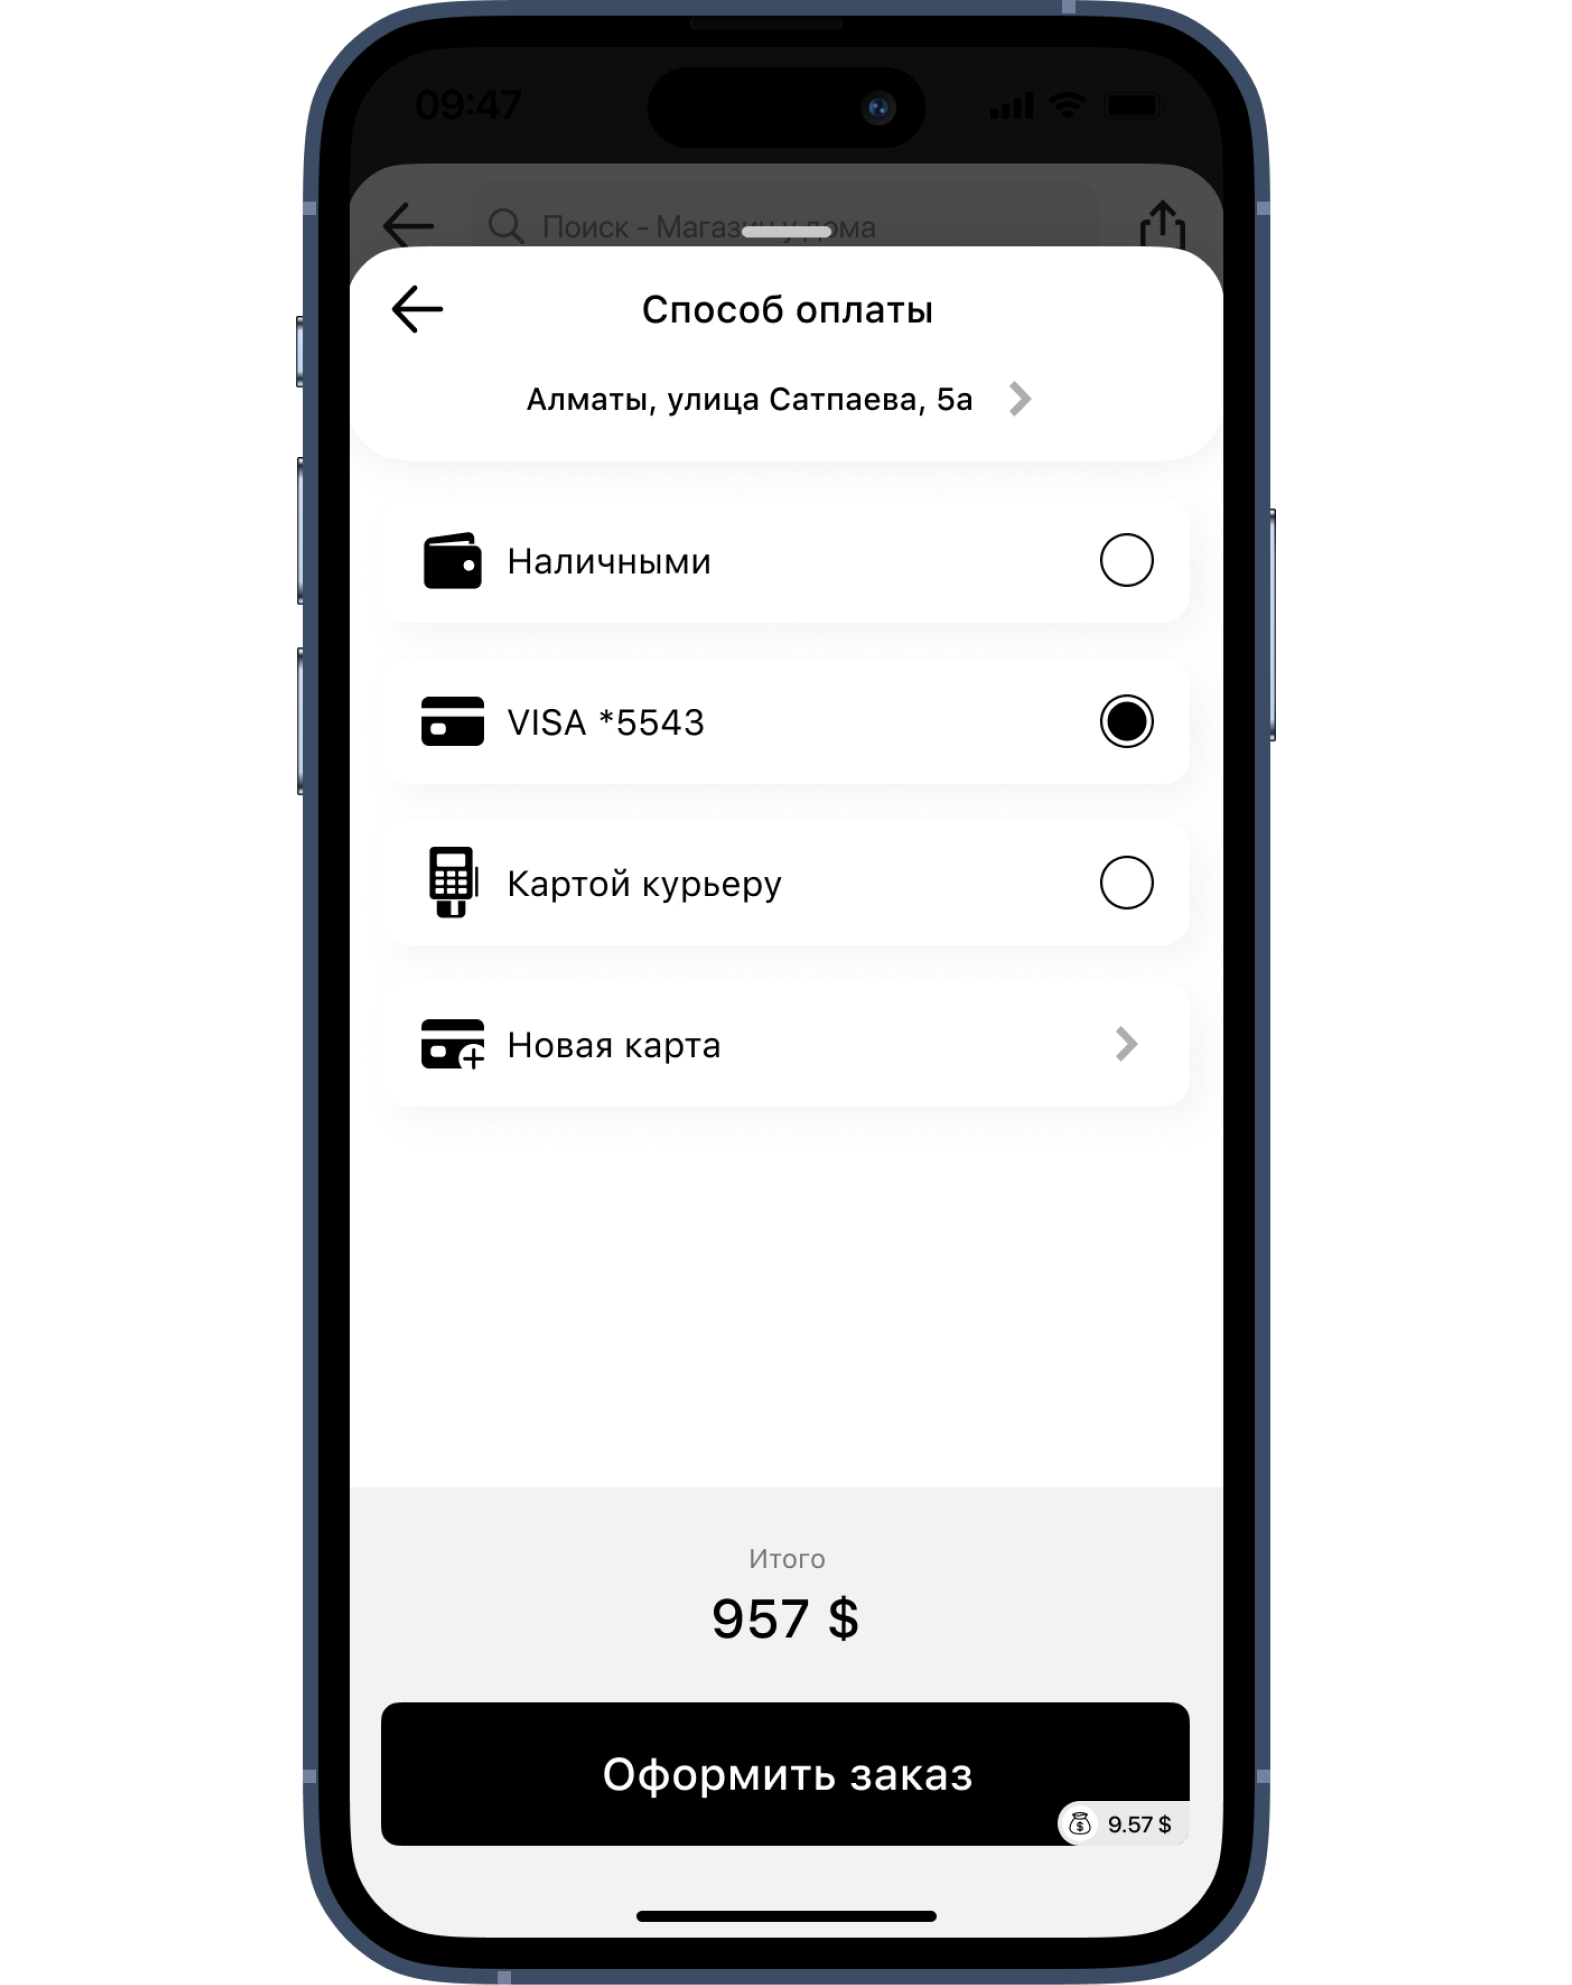 09:47
Поиск - Магазин у дома
Способ оплаты
Алматы, улица Сатпаева, 5а
Наличными
VISA *5543
Картой курьеру
Новая карта
Итого
957 $
Оформить заказ
9.57 $